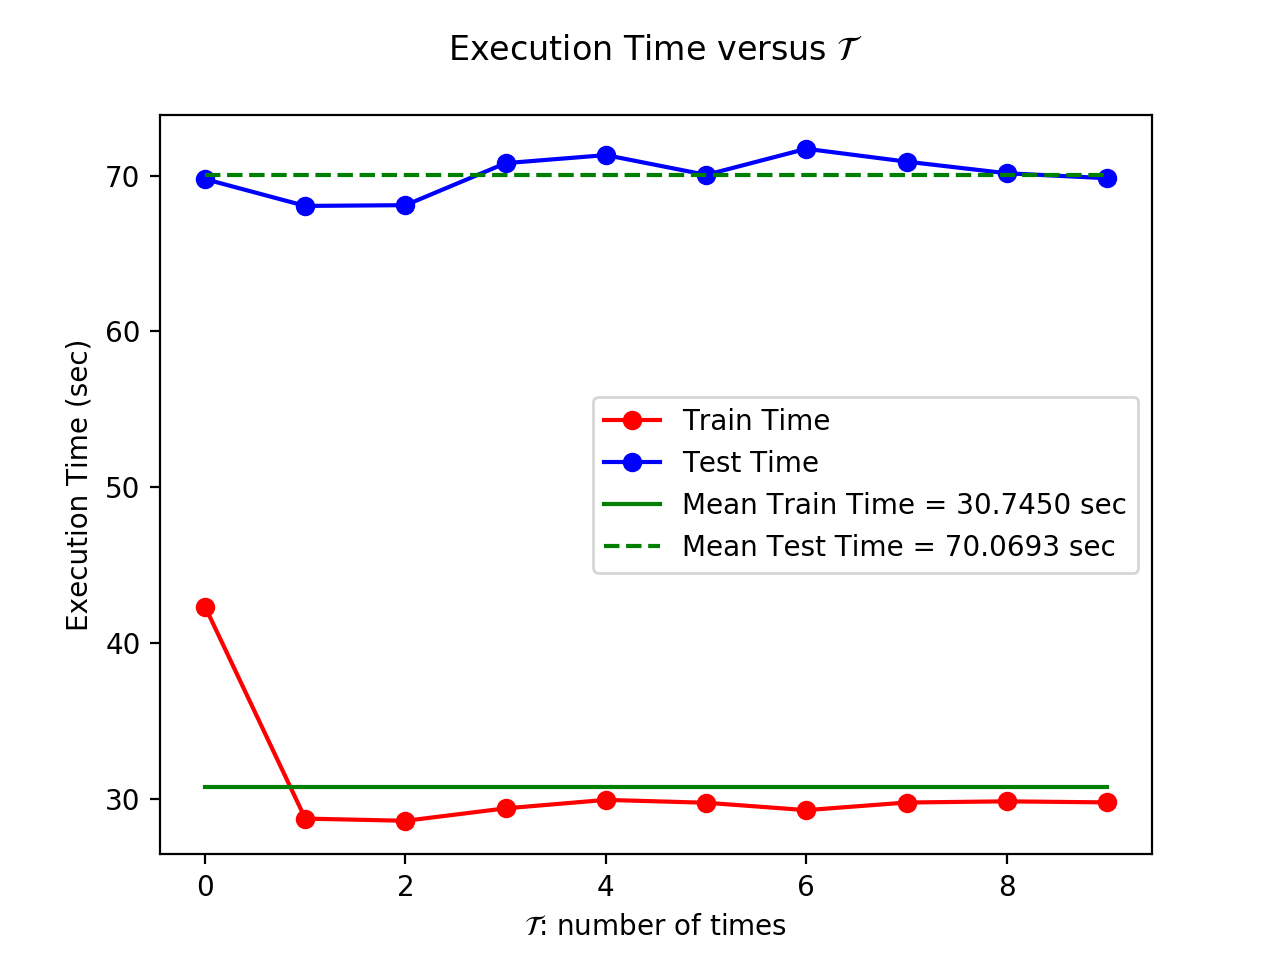 Execution Time versus 𝒯
70
60
50
40
30
Execution Time (sec)
Train Time
Test Time
Mean Train Time = 30.7450 sec
Mean Test Time = 70.0693 sec
0 2 4 6 8
𝒯: number of times